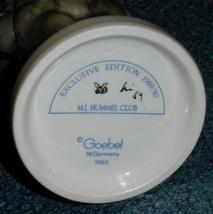 EXCLUSIVE EDITION 1989/90
M.I. HUMMEL CLUB
© Goebel
W. Germany